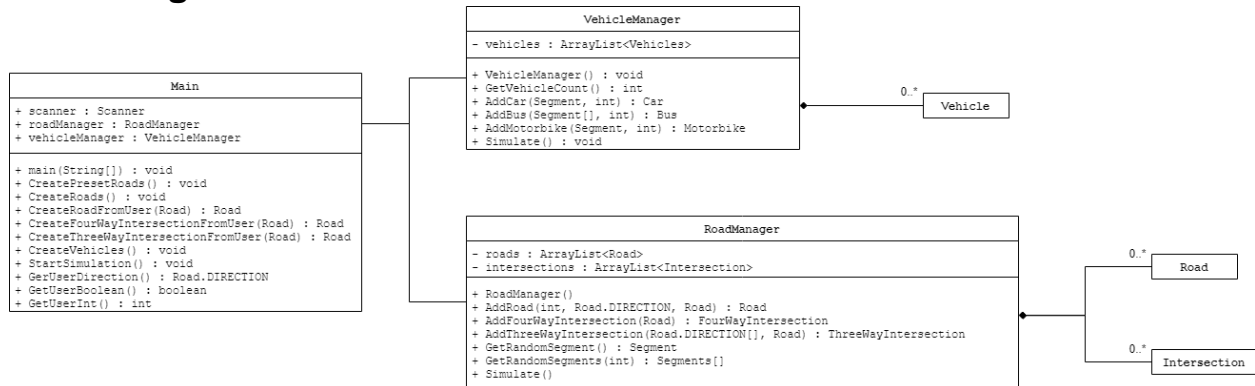 Main
+ scanner : Scanner
+ roadManager : RoadManager
+ vehicleManager : VehicleManager
+ main(String[]) : void
+ CreatePresetRoads() : void
+ CreateRoads() : void
+ CreateRoadFromUser(Road) : Road
+ CreateFourWayIntersectionFromUser(Road) : Road
+ CreateThreeWayIntersectionFromUser(Road) : Road
+ CreateVehicles() : void
+ StartSimulation() : void
+ GerUserDirection() : Road.DIRECTION
+ GetUserBoolean() : boolean
+ GetUserInt() : int
VehicleManager
- vehicles : ArrayList<Vehicles>
+ VehicleManager() : void
+ GetVehicleCount() : int
+ AddCar(Segment, int) : Car
+ AddBus(Segment[], int) : Bus
+ AddMotorbike(Segment, int) : Motorbike
+ Simulate() : void
0..*
Vehicle
RoadManager
- roads : ArrayList<Road>
- intersections : ArrayList<Intersection>
+ RoadManager()
+ AddRoad(int, Road.DIRECTION, Road) : Road
+ AddFourWayIntersection(Road) : FourWayIntersection
+ AddThreeWayIntersection(Road.DIRECTION[], Road) : ThreeWayIntersection
+ GetRandomSegment() : Segment
+ GetRandomSegments(int) : Segments[]
+ Simulate()
0..*
Road
0..*
Intersection